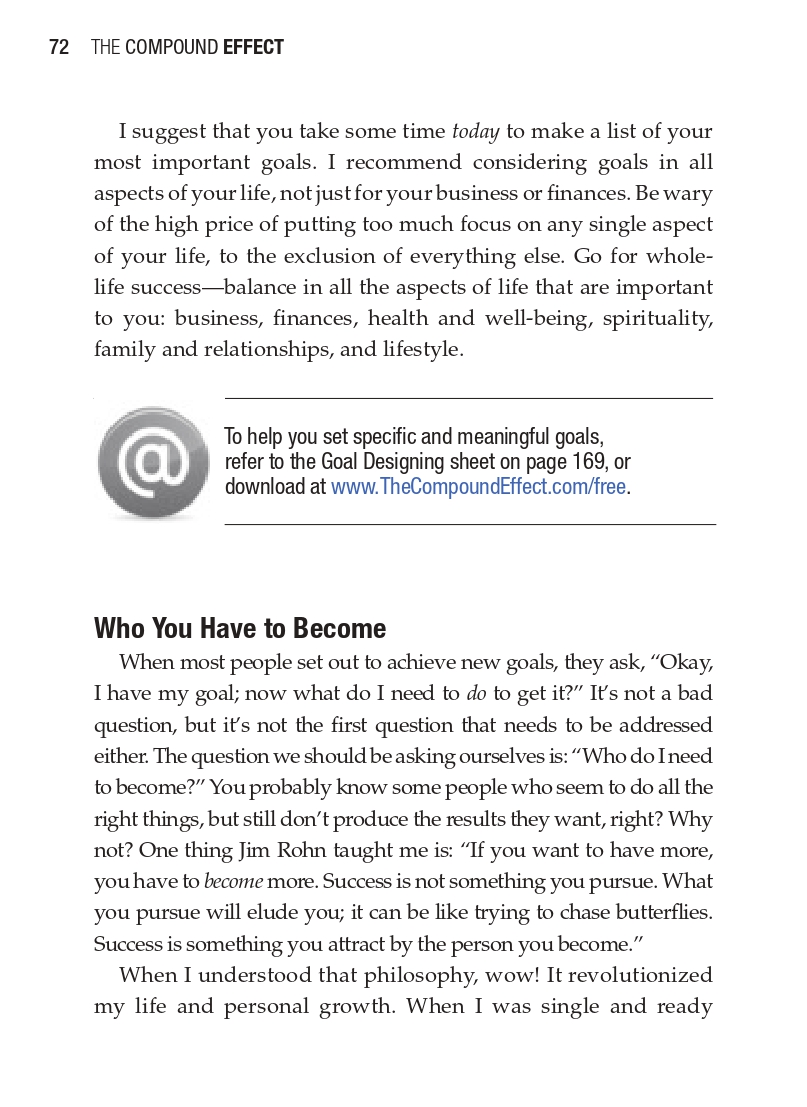 72 THE COMPOUND EFFECT
I suggest that you take some time today to make a list of your
most important goals. I recommend considering goals in all
aspects of your life, not just for your business or finances. Be wary
of the high price of putting too much focus on any single aspect
of your life, to the exclusion of everything else. Go for whole-
life success—balance in all the aspects of life that are important
to you: business, finances, health and well-being, spirituality,
family and relationships, and lifestyle.
@
To help you set specific and meaningful goals,
refer to the Goal Designing sheet on page 169, or
download at www.TheCompoundEffect.com/free.
Who You Have to Become
When most people set out to achieve new goals, they ask, “Okay,
I have my goal; now what do I need to do to get it?” It’s not a bad
question, but it’s not the first question that needs to be addressed
either. The question we should be asking ourselves is: “Who do I need
to become?” You probably know some people who seem to do all the
right things, but still don’t produce the results they want, right? Why
not? One thing Jim Rohn taught me is: “If you want to have more,
you have to become more. Success is not something you pursue. What
you pursue will elude you; it can be like trying to chase butterflies.
Success is something you attract by the person you become.”
When I understood that philosophy, wow! It revolutionized
my life and personal growth. When I was single and ready